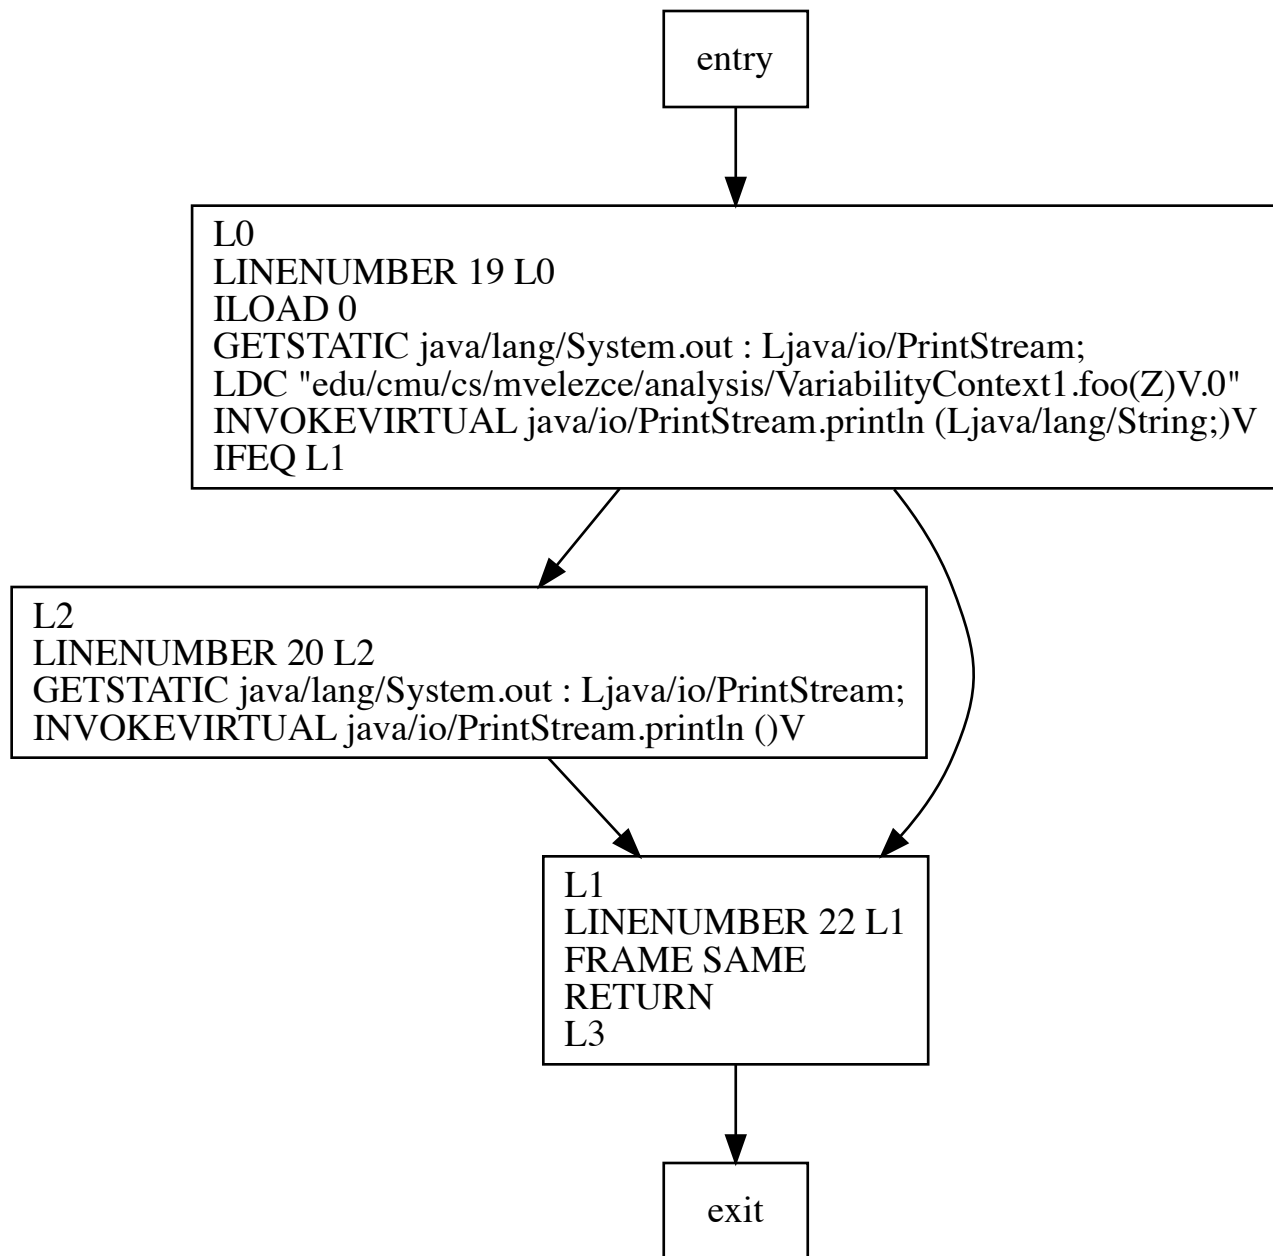 entry
L0
LINENUMBER 19 L0
ILOAD 0
GETSTATIC java/lang/System.out : Ljava/io/PrintStream;
LDC "edu/cmu/cs/mvelezce/analysis/VariabilityContext1.foo(Z)V.0"
INVOKEVIRTUAL java/io/PrintStream.println (Ljava/lang/String;)V
IFEQ L1
L2
LINENUMBER 20 L2
GETSTATIC java/lang/System.out : Ljava/io/PrintStream;
INVOKEVIRTUAL java/io/PrintStream.println ()V
L1
LINENUMBER 22 L1
FRAME SAME
RETURN
L3
exit